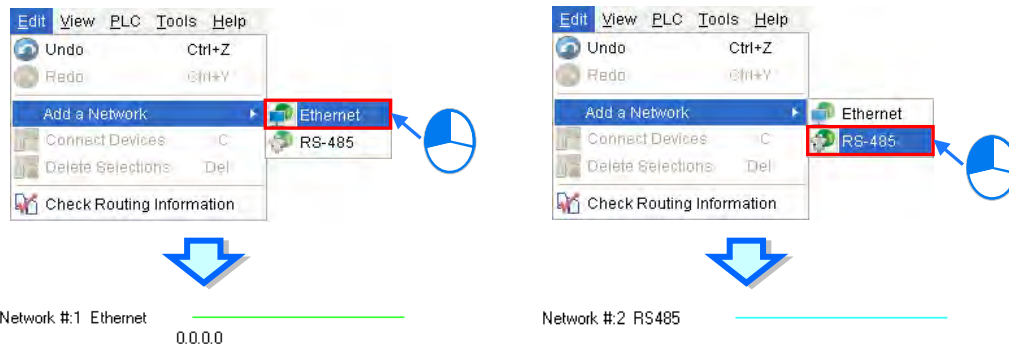 Edit View PLC Tools Help
Undo Ctrl+Z
Redo Ctrl+Y
Add a Network
Ethernet
Connect Devices C
RS-485
Delete Selections Del
Check Routing Information
Network #:1 Ethernet
0.0.0.0
Edit View PLC Tools Help
Undo Ctrl+Z
Redo Ctrl+Y
Add a Network
Ethernet
Connect Devices C
RS-485
Delete Selections Del
Check Routing Information
Network #:2 RS485